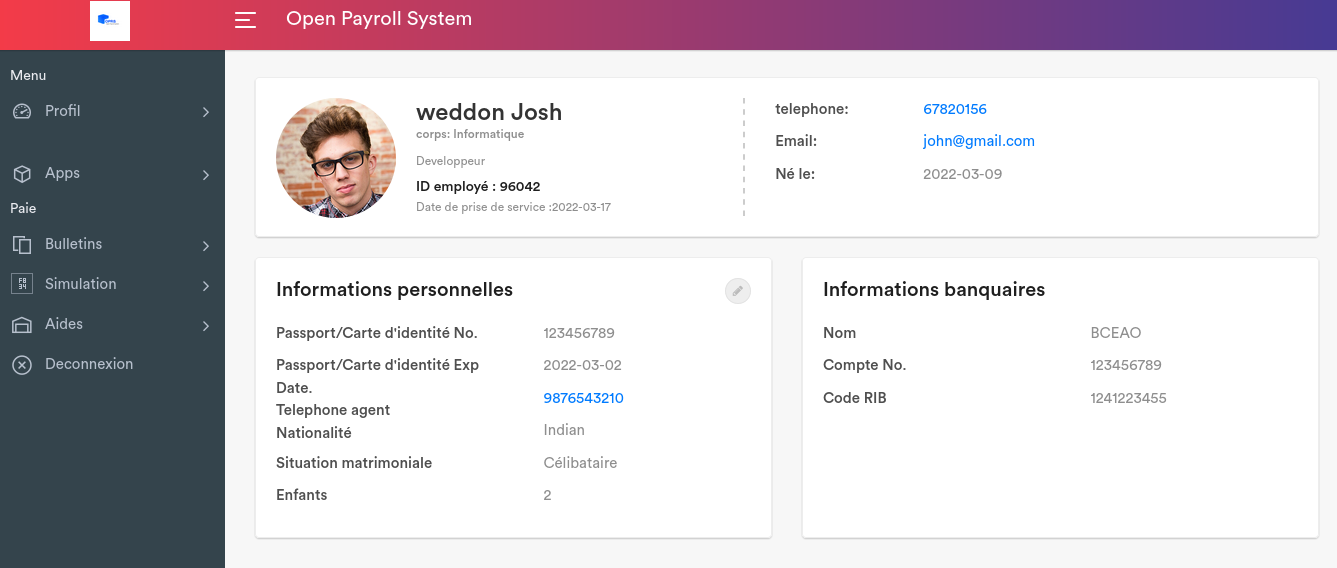 Open Payroll System
Menu
Profil
Apps
Paie
Bulletins
Simulation
Aides
Deconnexion
weddon Josh
corps: Informatique
Developpeur
ID employé : 96042
Date de prise de service :2022-03-17
telephone: 67820156
Email: john@gmail.com
Né le: 2022-03-09
Informations personnelles
Passport/Carte d'identité No. 123456789
Passport/Carte d'identité Exp 2022-03-02
Date.
9876543210
Telephone agent
Nationalité Indian
Situation matrimoniale Célibataire
Enfants 2
Informations banquaires
Nom BCEAO
Compte No. 123456789
Code RIB 1241223455